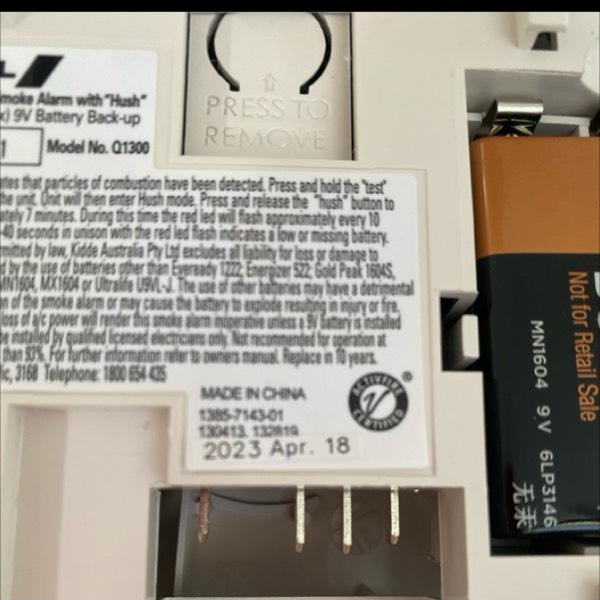 PRESS TO
REMOVE
moke Alarm with "Hush"
x) 9V Battery Back-up
1 Model No. Q1300
ates that particles of combustion have been detected. Press and hold the "test"
the unit. Unit will then enter Hush mode. Press and release the "hush" button to
ately 7 minutes. During this time the red led will flash approximately every 10
-40 seconds in unison with the red led flash indicates a low or missing battery.
mitted by law, Kidde Australia Pty Ltd excludes all liability for loss or damage to
d by the use of batteries other than Eveready 1222; Energizer 522; Gold Peak 1604S,
MN1604, MX1604 or Ultralife U9VL-J. The use of other batteries may have a detrimental
on of the smoke alarm or may cause the battery to explode resulting in injury or fire.
loss of a/c power will render this smoke alarm inoperative unless a 9V battery is installed
be installed by qualified licensed electricians only. Not recommended for operation at
than 93%. For further information refer to owners manual. Replace in 10 years.
ic, 3168 Telephone: 1800 654 435
MADE IN CHINA
1385-7143-01
130413, 132819
2023 Apr. 18
ACTIVFIRE
V
CERTIFIED
®
Not for Retail Sale
MN1604 9V 6LP3146
无汞